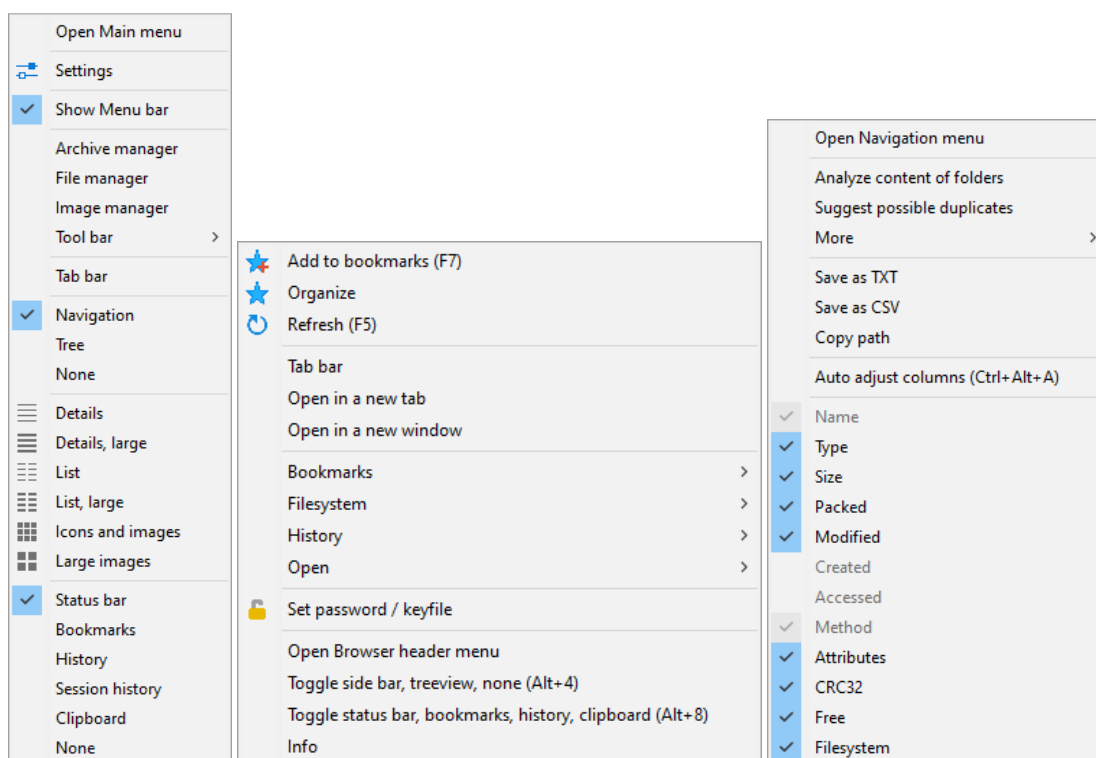 Open Main menu
Settings
Show Menu bar
Archive manager
File manager
Image manager
Tool bar
Tab bar
Navigation
Tree
None
Details
Details, large
List
List, large
Icons and images
Large images
Status bar
Bookmarks
History
Session history
Clipboard
None
Add to bookmarks (F7)
Organize
Refresh (F5)
Tab bar
Open in a new tab
Open in a new window
Bookmarks
Filesystem
History
Open
Set password / keyfile
Open Browser header menu
Toggle side bar, treeview, none (Alt+4)
Toggle status bar, bookmarks, history, clipboard (Alt+8)
Info
Open Navigation menu
Analyze content of folders
Suggest possible duplicates
More
Save as TXT
Save as CSV
Copy path
Auto adjust columns (Ctrl+Alt+A)
Name
Type
Size
Packed
Modified
Created
Accessed
Method
Attributes
CRC32
Free
Filesystem